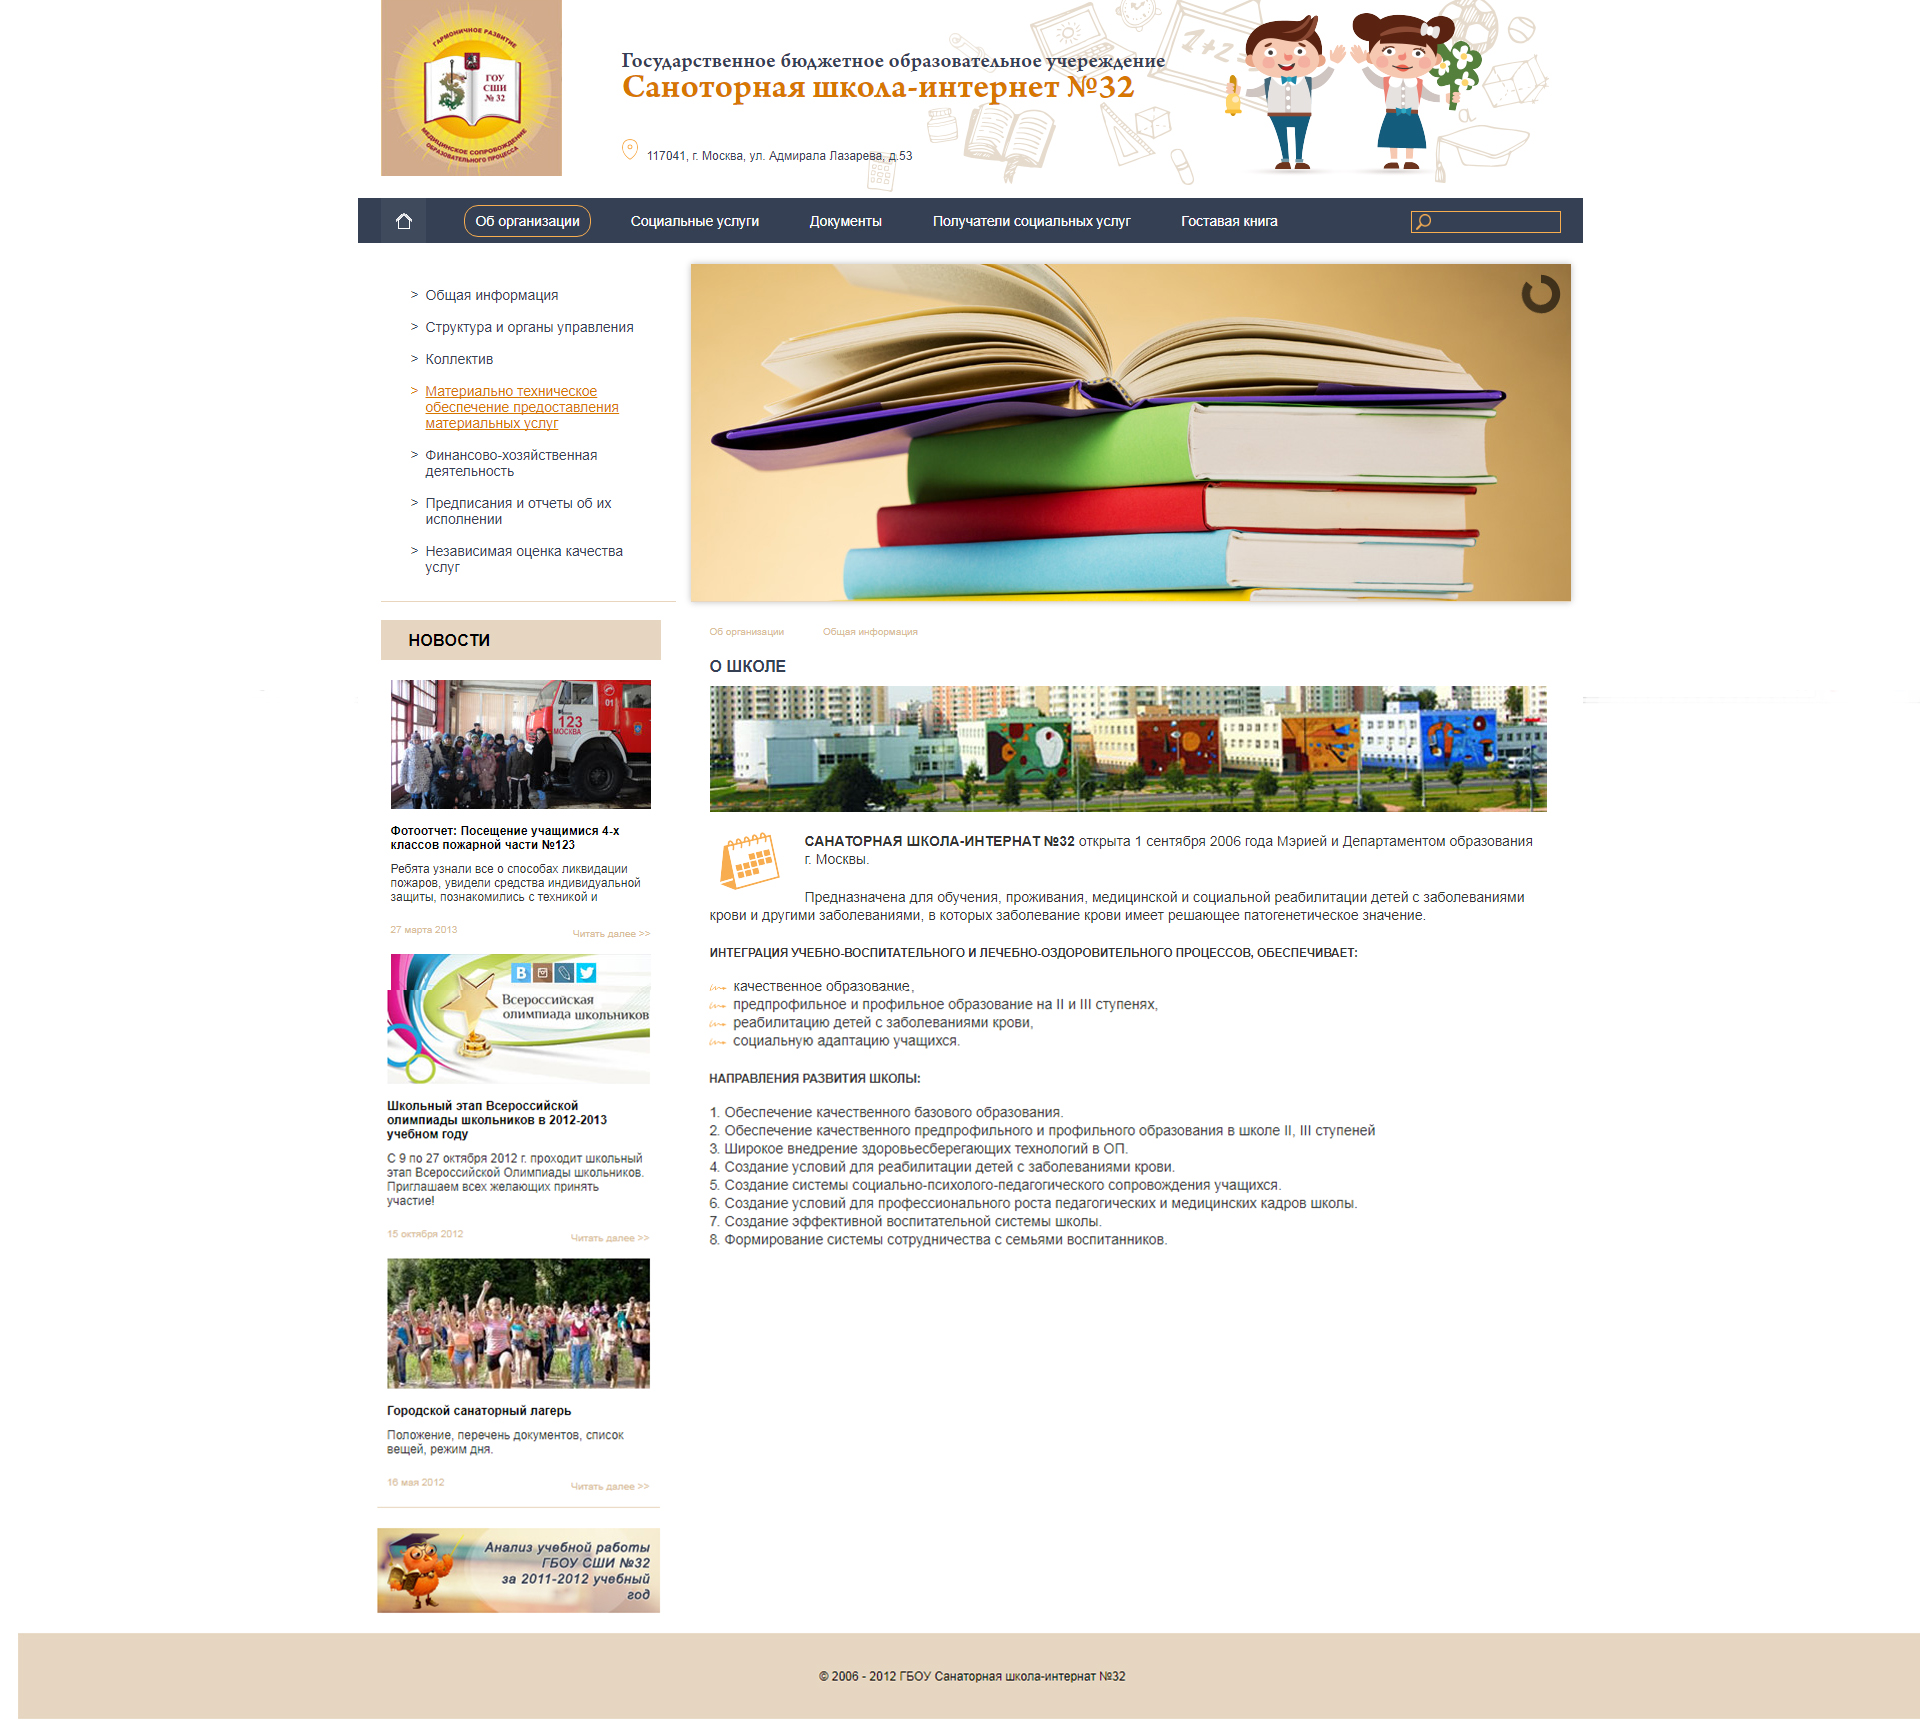 ГАРМОНИЧНОЕ РАЗВИТИЕ
ГОУ
СШИ
№ 32
МЕДИЦИНСКОЕ СОПРОВОЖДЕНИЕ
ОБРАЗОВАТЕЛЬНОГО ПРОЦЕССА
Государственное бюджетное образовательное учереждение
Саноторная школа-интернет №32
117041, г. Москва, ул. Адмирала Лазарева, д.53
1+2=
a
Об организации
Социальные услуги
Документы
Получатели социальных услуг
Гоставая книга
> Общая информация
> Структура и органы управления
> Коллектив
> Материально техническое
обеспечение предоставления
материальных услуг
> Финансово-хозяйственная
деятельность
> Предписания и отчеты об их
исполнении
> Независимая оценка качества
услуг
НОВОСТИ
01
123
МОСКВА
Фотоотчет: Посещение учащимися 4-х
классов пожарной части №123
Ребята узнали все о способах ликвидации
пожаров, увидели средства индивидуальной
защиты, познакомились с техникой и
27 марта 2013
Читать далее >>
В
Всероссийская
олимпиада школьников
Школьный этап Всероссийской
олимпиады школьников в 2012-2013
учебном году
С 9 по 27 октября 2012 г. проходит школьный
этап Всероссийской Олимпиады школьников.
Приглашаем всех желающих принять
участие!
15 октября 2012
Читать далее >>
Городской санаторный лагерь
Положение, перечень документов, список
вещей, режим дня.
16 мая 2012
Читать далее >>
Анализ учебной работы
ГБОУ СШИ №32
за 2011-2012 учебный
год
Об организации
Общая информация
О ШКОЛЕ
САНАТОРНАЯ ШКОЛА-ИНТЕРНАТ №32 открыта 1 сентября 2006 года Мэрией и Департаментом образования
г. Москвы.
Предназначена для обучения, проживания, медицинской и социальной реабилитации детей с заболеваниями
крови и другими заболеваниями, в которых заболевание крови имеет решающее патогенетическое значение.
ИНТЕГРАЦИЯ УЧЕБНО-ВОСПИТАТЕЛЬНОГО И ЛЕЧЕБНО-ОЗДОРОВИТЕЛЬНОГО ПРОЦЕССОВ, ОБЕСПЕЧИВАЕТ:
качественное образование,
предпрофильное и профильное образование на II и III ступенях,
реабилитацию детей с заболеваниями крови,
социальную адаптацию учащихся.
НАПРАВЛЕНИЯ РАЗВИТИЯ ШКОЛЫ:
1. Обеспечение качественного базового образования.
2. Обеспечение качественного предпрофильного и профильного образования в школе II, III ступеней
3. Широкое внедрение здоровьесберегающих технологий в ОП.
4. Создание условий для реабилитации детей с заболеваниями крови.
5. Создание системы социально-психолого-педагогического сопровождения учащихся.
6. Создание условий для профессионального роста педагогических и медицинских кадров школы.
7. Создание эффективной воспитательной системы школы.
8. Формирование системы сотрудничества с семьями воспитанников.
© 2006 - 2012 ГБОУ Санаторная школа-интернат №32